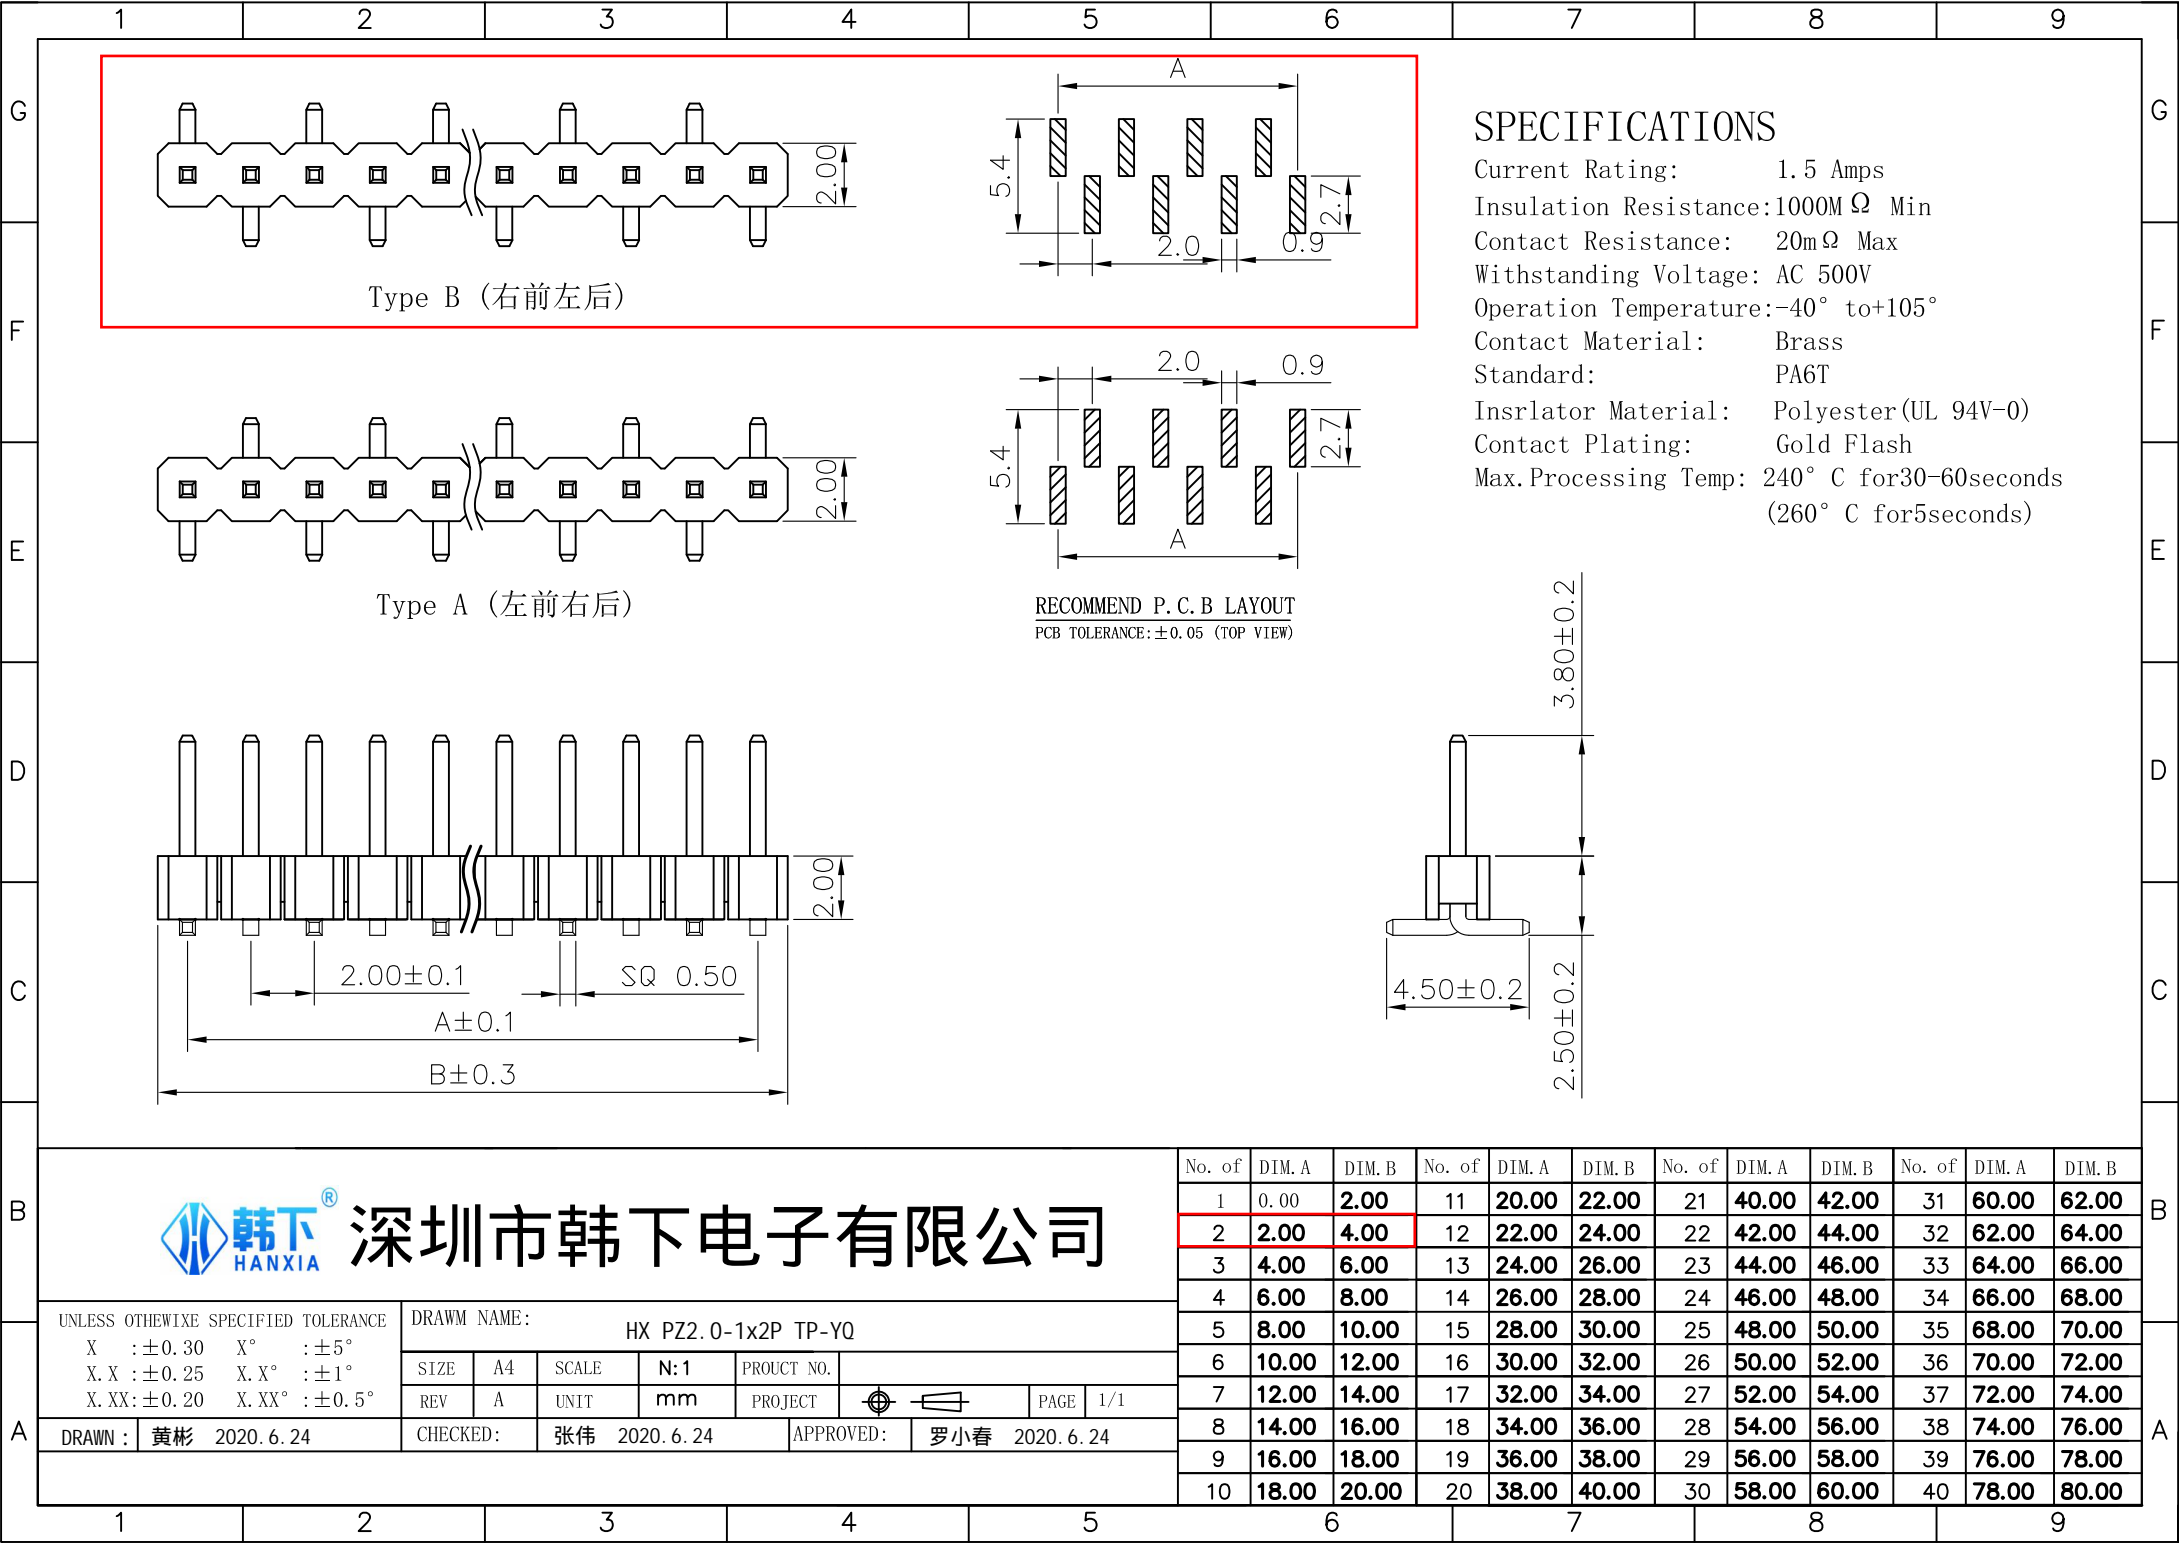 1 2 3 4 5 6 7 8 9
G G
F F
E E
D D
C C
B B
A A
2.00
Type B (右前左后)
A
5.4
2.7
2.0
0.9
SPECIFICATIONS
Current Rating: 1.5 Amps
Insulation Resistance:1000MΩ Min
Contact Resistance: 20mΩ Max
Withstanding Voltage: AC 500V
Operation Temperature:-40° to+105°
Contact Material: Brass
Standard: PA6T
Insrlator Material: Polyester(UL 94V-0)
Contact Plating: Gold Flash
Max.Processing Temp: 240° C for30-60seconds
(260° C for5seconds)
2.00
Type A (左前右后)
2.0
0.9
5.4
2.7
A
RECOMMEND P.C.B LAYOUT
PCB TOLERANCE:±0.05 (TOP VIEW)
2.00
2.00±0.1
SQ 0.50
A±0.1
B±0.3
3.80±0.2
4.50±0.2
2.50±0.2
韩下® HANXIA 深圳市韩下电子有限公司
UNLESS OTHEWIXE SPECIFIED TOLERANCE
X :±0.30 X° :±5°
X.X :±0.25 X.X° :±1°
X.XX:±0.20 X.XX° :±0.5°
DRAWM NAME:
HX PZ2.0-1x2P TP-YQ
SIZE A4 SCALE N:1 PROUCT NO.
REV A UNIT mm PROJECT PAGE 1/1
DRAWN: 黄彬 2020.6.24 CHECKED: 张伟 2020.6.24 APPROVED: 罗小春 2020.6.24
No. of DIM.A DIM.B No. of DIM.A DIM.B No. of DIM.A DIM.B No. of DIM.A DIM.B
1 0.00 2.00 11 20.00 22.00 21 40.00 42.00 31 60.00 62.00
2 2.00 4.00 12 22.00 24.00 22 42.00 44.00 32 62.00 64.00
3 4.00 6.00 13 24.00 26.00 23 44.00 46.00 33 64.00 66.00
4 6.00 8.00 14 26.00 28.00 24 46.00 48.00 34 66.00 68.00
5 8.00 10.00 15 28.00 30.00 25 48.00 50.00 35 68.00 70.00
6 10.00 12.00 16 30.00 32.00 26 50.00 52.00 36 70.00 72.00
7 12.00 14.00 17 32.00 34.00 27 52.00 54.00 37 72.00 74.00
8 14.00 16.00 18 34.00 36.00 28 54.00 56.00 38 74.00 76.00
9 16.00 18.00 19 36.00 38.00 29 56.00 58.00 39 76.00 78.00
10 18.00 20.00 20 38.00 40.00 30 58.00 60.00 40 78.00 80.00
1 2 3 4 5 6 7 8 9